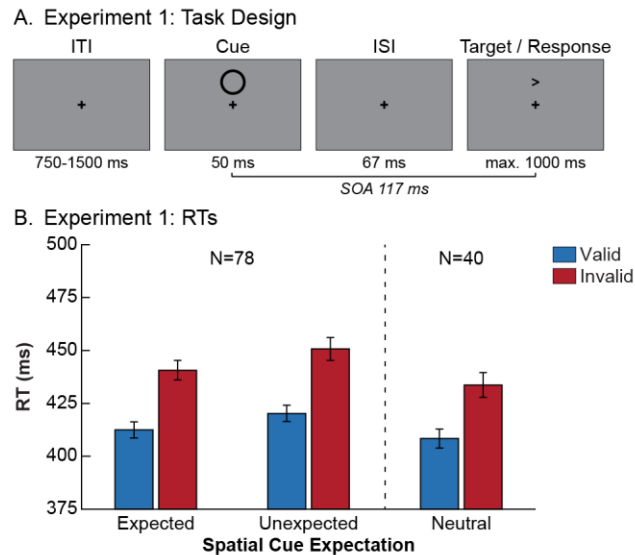 A. Experiment 1: Task Design
ITI Cue ISI Target / Response
+ + + >
+
750-1500 ms 50 ms 67 ms max. 1000 ms
SOA 117 ms
B. Experiment 1: RTs
500
475
450
425
400
375
RT (ms)
N=78 N=40
Valid
Invalid
Expected Unexpected Neutral
Spatial Cue Expectation